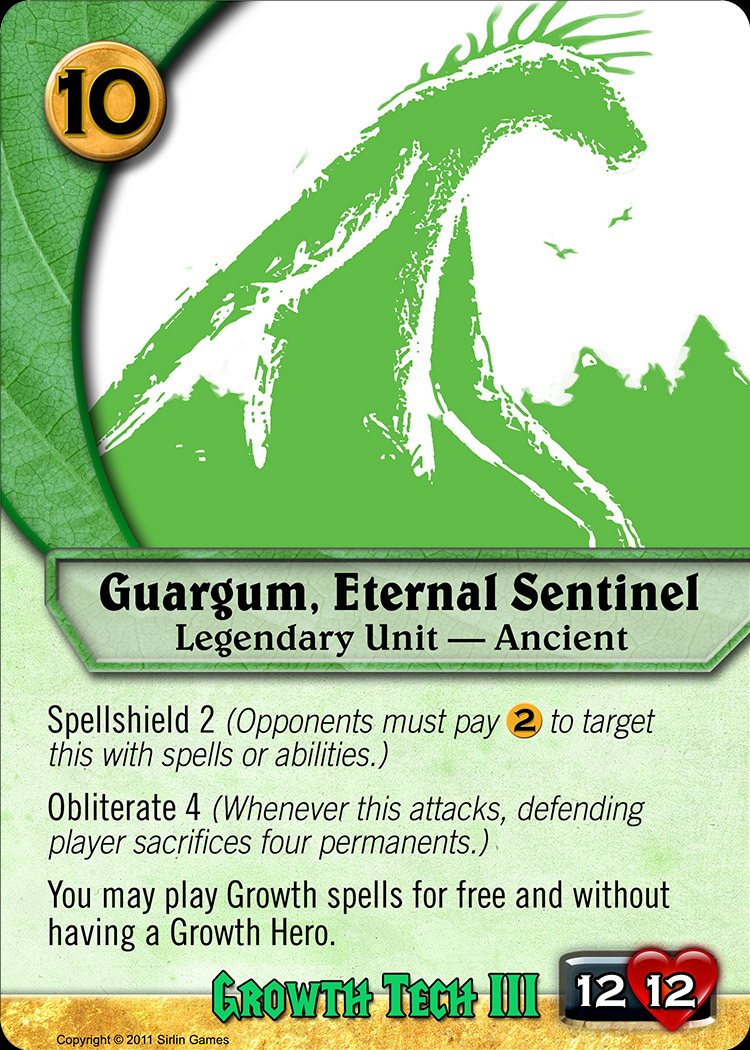 10
Guargum, Eternal Sentinel
Legendary Unit — Ancient
Spellshield 2 (Opponents must pay 2 to target
this with spells or abilities.)
Obliterate 4 (Whenever this attacks, defending
player sacrifices four permanents.)
You may play Growth spells for free and without
having a Growth Hero.
Growth Tech III
12 12
Copyright © 2011 Sirlin Games